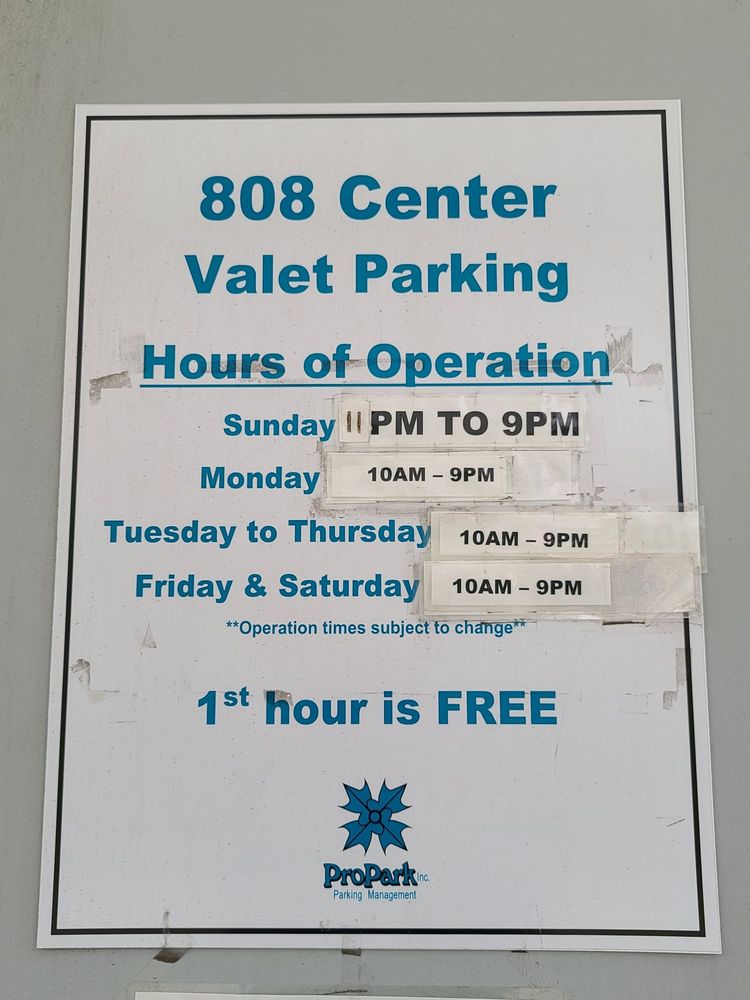 808 Center
Valet Parking
Hours of Operation
Sunday 11PM TO 9PM
Monday 10AM – 9PM
Tuesday to Thursday 10AM – 9PM
Friday & Saturday 10AM – 9PM
**Operation times subject to change**
1st hour is FREE
ProPark Inc.
Parking Management